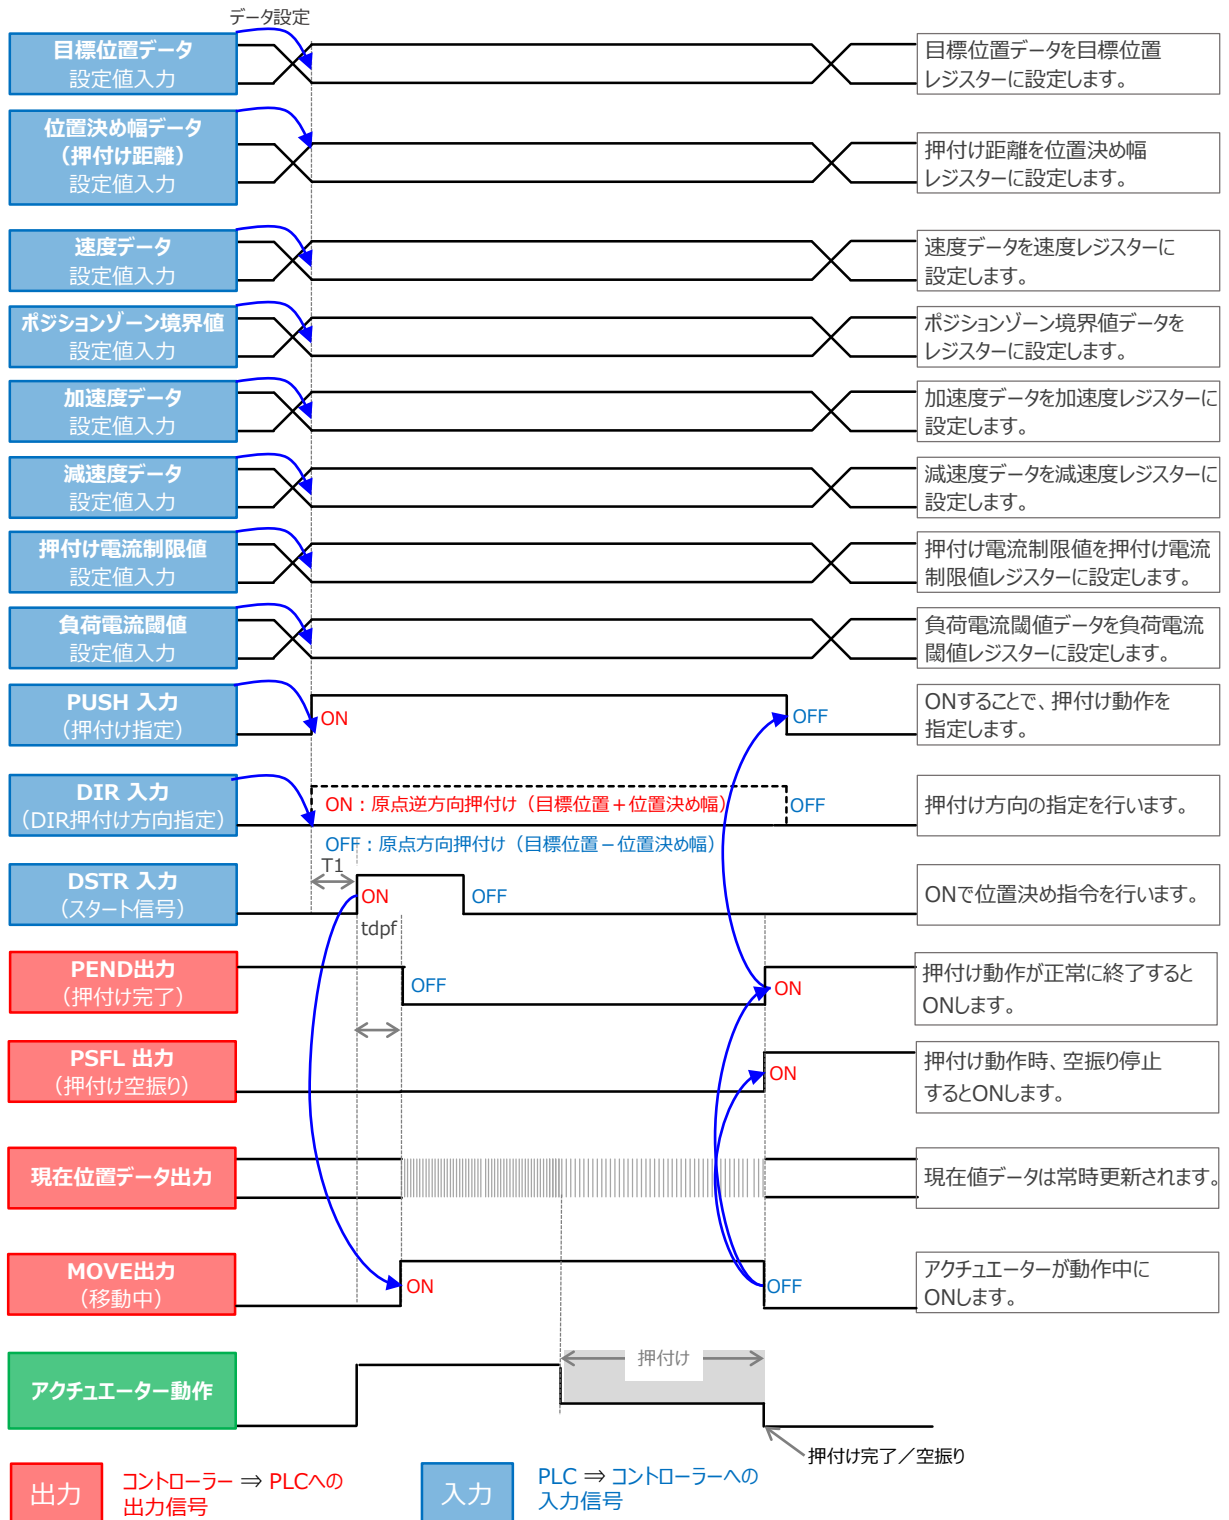 データ設定
目標位置データ
設定値入力
目標位置データを目標位置
レジスターに設定します。
位置決め幅データ
（押付け距離）
設定値入力
押付け距離を位置決め幅
レジスターに設定します。
速度データ
設定値入力
速度データを速度レジスターに
設定します。
ポジションゾーン境界値
設定値入力
ポジションゾーン境界値データを
レジスターに設定します。
加速度データ
設定値入力
加速度データを加速度レジスターに
設定します。
減速度データ
設定値入力
減速度データを減速度レジスターに
設定します。
押付け電流制限値
設定値入力
押付け電流制限値を押付け電流
制限値レジスターに設定します。
負荷電流閾値
設定値入力
負荷電流閾値データを負荷電流
閾値レジスターに設定します。
PUSH 入力
（押付け指定）
ON
OFF
ONすることで、押付け動作を
指定します。
DIR 入力
（DIR押付け方向指定）
ON：原点逆方向押付け（目標位置＋位置決め幅）
OFF
OFF：原点方向押付け（目標位置－位置決め幅）
押付け方向の指定を行います。
T1
DSTR 入力
（スタート信号）
ON
OFF
ONで位置決め指令を行います。
tdpf
PEND出力
（押付け完了）
OFF
ON
押付け動作が正常に終了すると
ONします。
PSFL 出力
（押付け空振り）
ON
押付け動作時、空振り停止
するとONします。
現在位置データ出力
現在値データは常時更新されます。
MOVE出力
（移動中）
ON
OFF
アクチュエーターが動作中に
ONします。
アクチュエーター動作
押付け
押付け完了／空振り
出力
コントローラー ⇒ PLCへの
出力信号
入力
PLC ⇒ コントローラーへの
入力信号